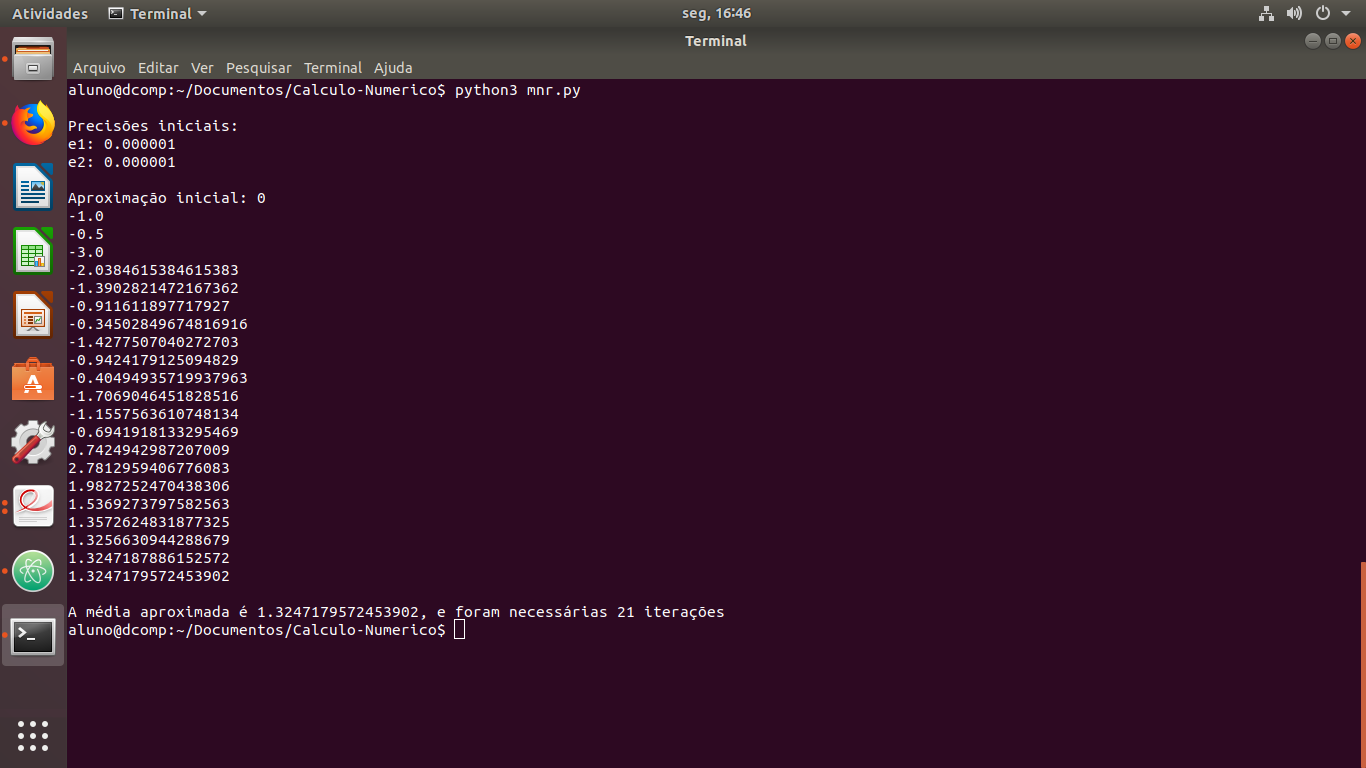 Atividades Terminal seg, 16:46
Terminal
Arquivo Editar Ver Pesquisar Terminal Ajuda
aluno@dcomp:~/Documentos/Calculo-Numerico$ python3 mnr.py
Precisões iniciais:
e1: 0.000001
e2: 0.000001
Aproximação inicial: 0
-1.0
-0.5
-3.0
-2.0384615384615383
-1.3902821472167362
-0.911611897717927
-0.34502849674816916
-1.4277507040272703
-0.9424179125094829
-0.40494935719937963
-1.7069046451828516
-1.1557563610748134
-0.6941918133295469
0.7424942987207009
2.7812959406776083
1.9827252470438306
1.5369273797582563
1.3572624831877325
1.3256630944288679
1.3247187886152572
1.3247179572453902
A média aproximada é 1.3247179572453902, e foram necessárias 21 iterações
aluno@dcomp:~/Documentos/Calculo-Numerico$